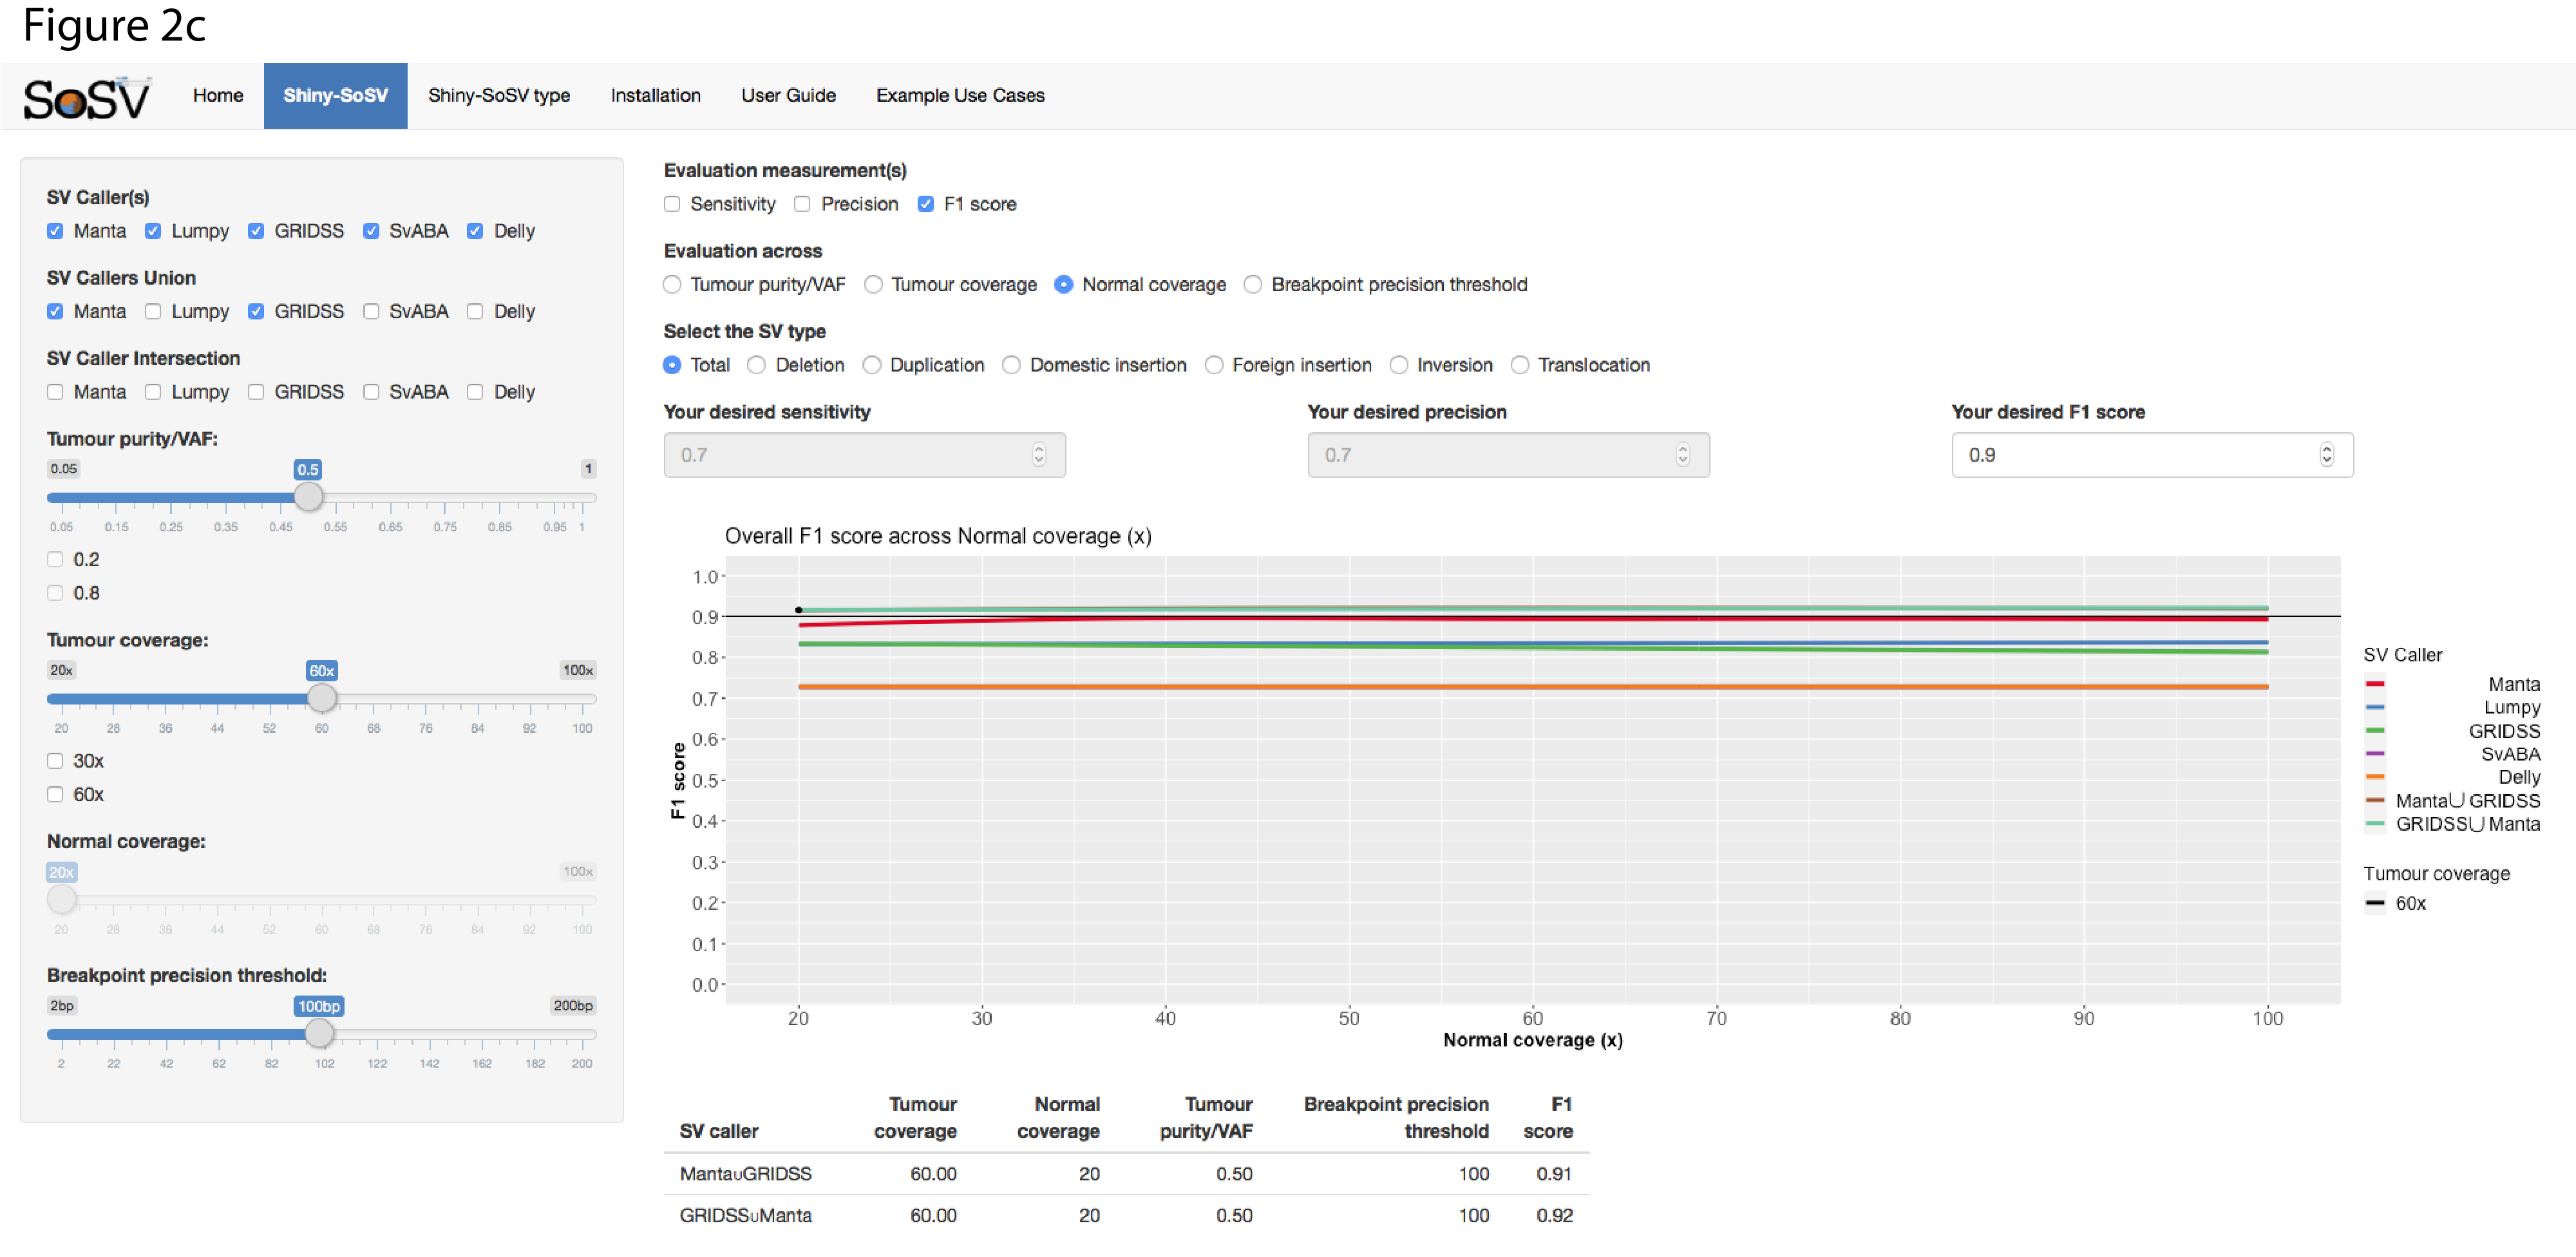 Figure 2c
SoSV Home Shiny-SoSV Shiny-SoSV type Installation User Guide Example Use Cases
SV Caller(s)
Manta Lumpy GRIDSS SvABA Delly
SV Callers Union
Manta Lumpy GRIDSS SvABA Delly
SV Caller Intersection
Manta Lumpy GRIDSS SvABA Delly
Tumour purity/VAF:
0.05 0.5 1
0.05 0.15 0.25 0.35 0.45 0.55 0.65 0.75 0.85 0.95 1
0.2
0.8
Tumour coverage:
20x 60x 100x
20 28 36 44 52 60 68 76 84 92 100
30x
60x
Normal coverage:
20x 100x
20 28 36 44 52 60 68 76 84 92 100
Breakpoint precision threshold:
2bp 100bp 200bp
2 22 42 62 82 102 122 142 162 182 200
Evaluation measurement(s)
Sensitivity Precision F1 score
Evaluation across
Tumour purity/VAF Tumour coverage Normal coverage Breakpoint precision threshold
Select the SV type
Total Deletion Duplication Domestic insertion Foreign insertion Inversion Translocation
Your desired sensitivity Your desired precision Your desired F1 score
0.7 0.7 0.9
Overall F1 score across Normal coverage (x)
1.0
0.9
0.8
0.7
0.6
0.5
0.4
0.3
0.2
0.1
0.0
F1 score
20 30 40 50 60 70 80 90 100
Normal coverage (x)
SV Caller
Manta
Lumpy
GRIDSS
SvABA
Delly
Manta∪GRIDSS
GRIDSS∪Manta
Tumour coverage
60x
Tumour Normal Tumour Breakpoint precision F1
SV caller coverage coverage purity/VAF threshold score
Manta∪GRIDSS 60.00 20 0.50 100 0.91
GRIDSS∪Manta 60.00 20 0.50 100 0.92